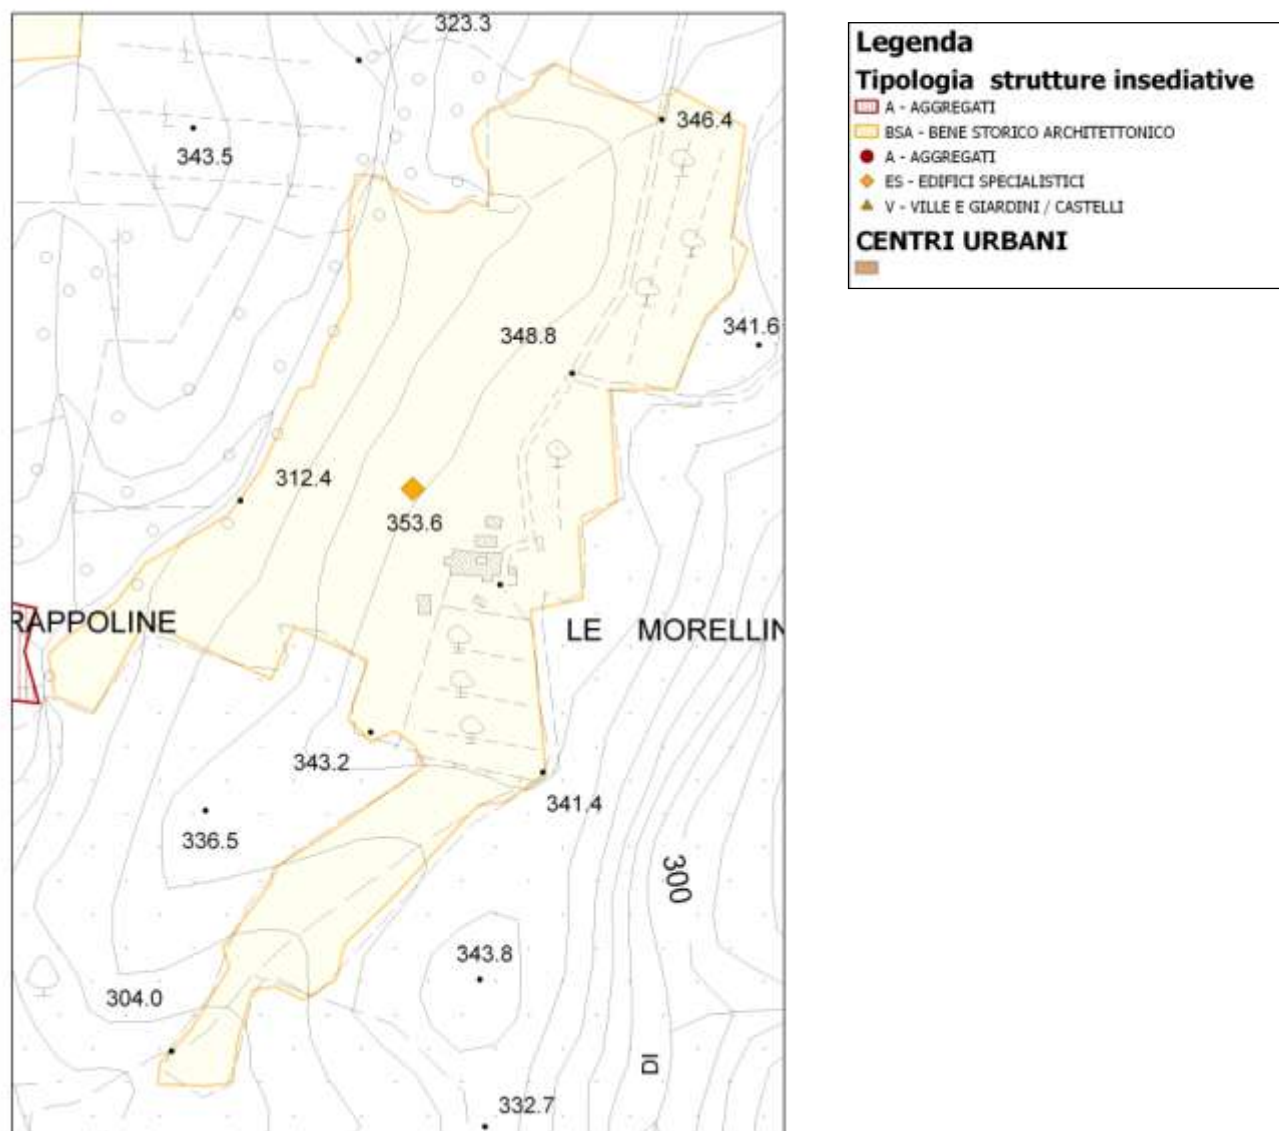 323.3
346.4
343.5
341.6
348.8
312.4
353.6
RAPPOLINE
LE MORELLIN
343.2
341.4
336.5
300
343.8
304.0
DI
332.7
Legenda
Tipologia strutture insediative
A - AGGREGATI
BSA - BENE STORICO ARCHITETTONICO
A - AGGREGATI
ES - EDIFICI SPECIALISTICI
V - VILLE E GIARDINI / CASTELLI
CENTRI URBANI